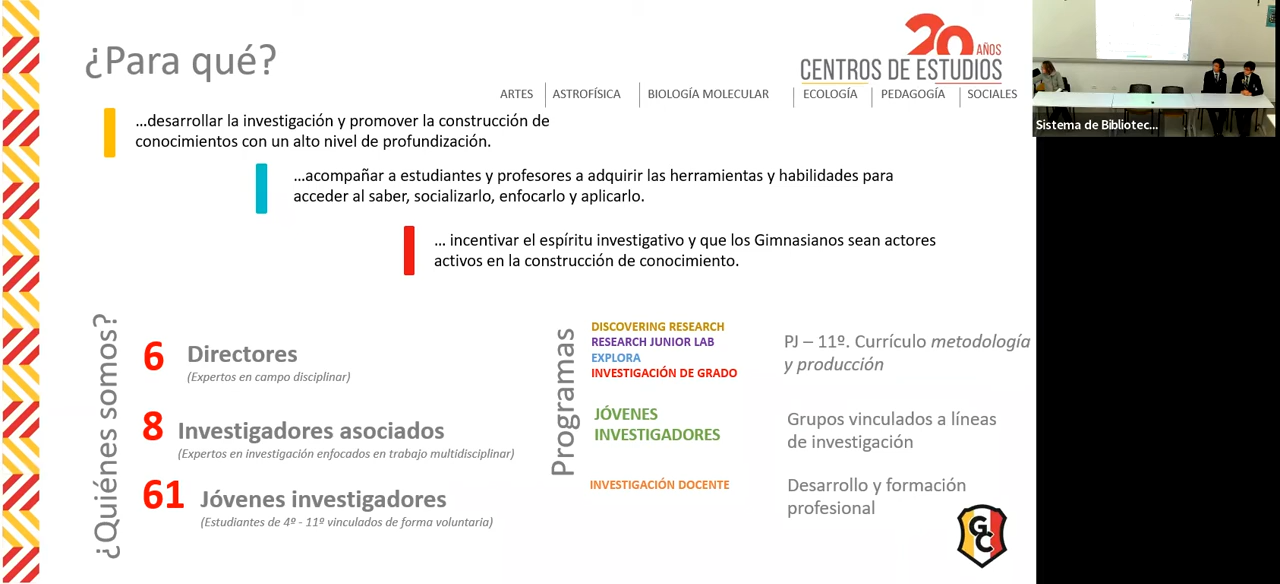 ¿Para qué?
20 AÑOS
CENTROS DE ESTUDIOS
ARTES
ASTROFÍSICA
BIOLOGÍA MOLECULAR
ECOLOGÍA
PEDAGOGÍA
SOCIALES
...desarrollar la investigación y promover la construcción de
conocimientos con un alto nivel de profundización.
...acompañar a estudiantes y profesores a adquirir las herramientas y habilidades para
acceder al saber, socializarlo, enfocarlo y aplicarlo.
... incentivar el espíritu investigativo y que los Gimnasianos sean actores
activos en la construcción de conocimiento.
¿Quiénes somos?
6 Directores
(Expertos en campo disciplinar)
8 Investigadores asociados
(Expertos en investigación enfocados en trabajo multidisciplinar)
61 Jóvenes investigadores
(Estudiantes de 4º - 11º vinculados de forma voluntaria)
Programas
DISCOVERING RESEARCH
RESEARCH JUNIOR LAB
EXPLORA
INVESTIGACIÓN DE GRADO
PJ – 11º. Currículo metodología
y producción
JÓVENES
INVESTIGADORES
Grupos vinculados a líneas
de investigación
INVESTIGACIÓN DOCENTE
Desarrollo y formación
profesional
GC
Sistema de Bibliotec...